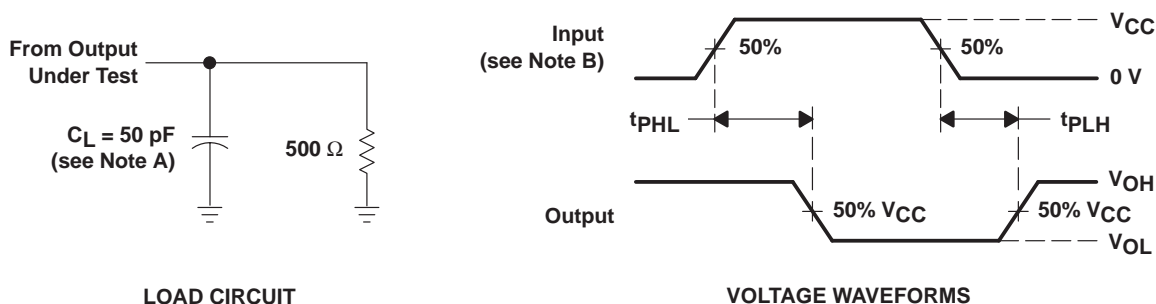 From Output
Under Test
CL = 50 pF
(see Note A)
500 Ω
LOAD CIRCUIT
Input
(see Note B)
50%
50%
VCC
0 V
tPHL
tPLH
Output
50% VCC
50% VCC
VOH
VOL
VOLTAGE WAVEFORMS